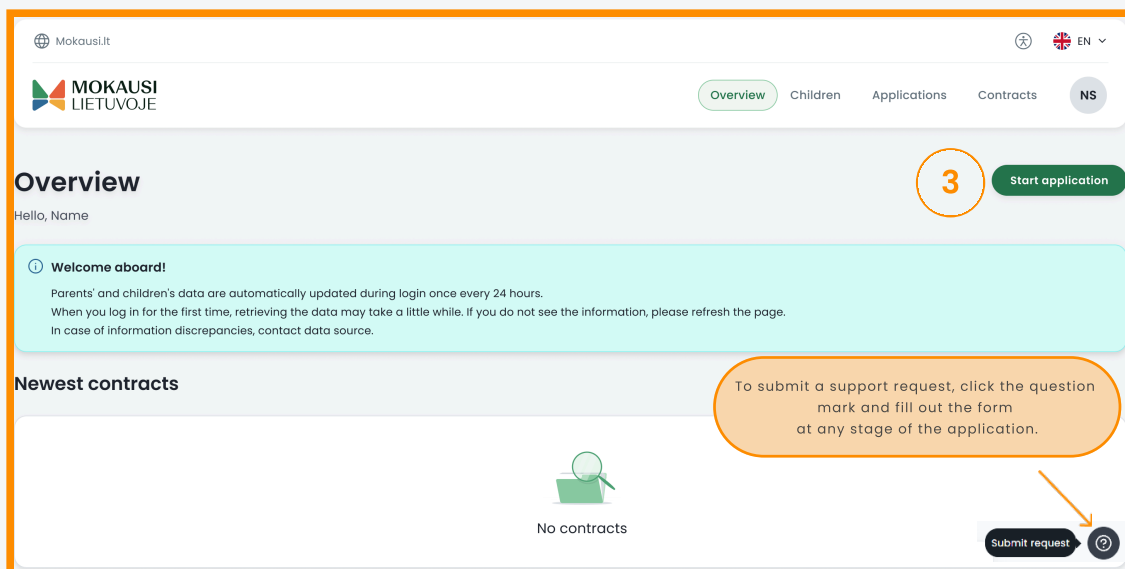 Mokausi.lt
EN
MOKAUSI
LIETUVOJE
Overview
Children
Applications
Contracts
NS
Overview
3
Start application
Hello, Name
Welcome aboard!
Parents' and children's data are automatically updated during login once every 24 hours.
When you log in for the first time, retrieving the data may take a little while. If you do not see the information, please refresh the page.
In case of information discrepancies, contact data source.
Newest contracts
To submit a support request, click the question
mark and fill out the form
at any stage of the application.
No contracts
Submit request
?